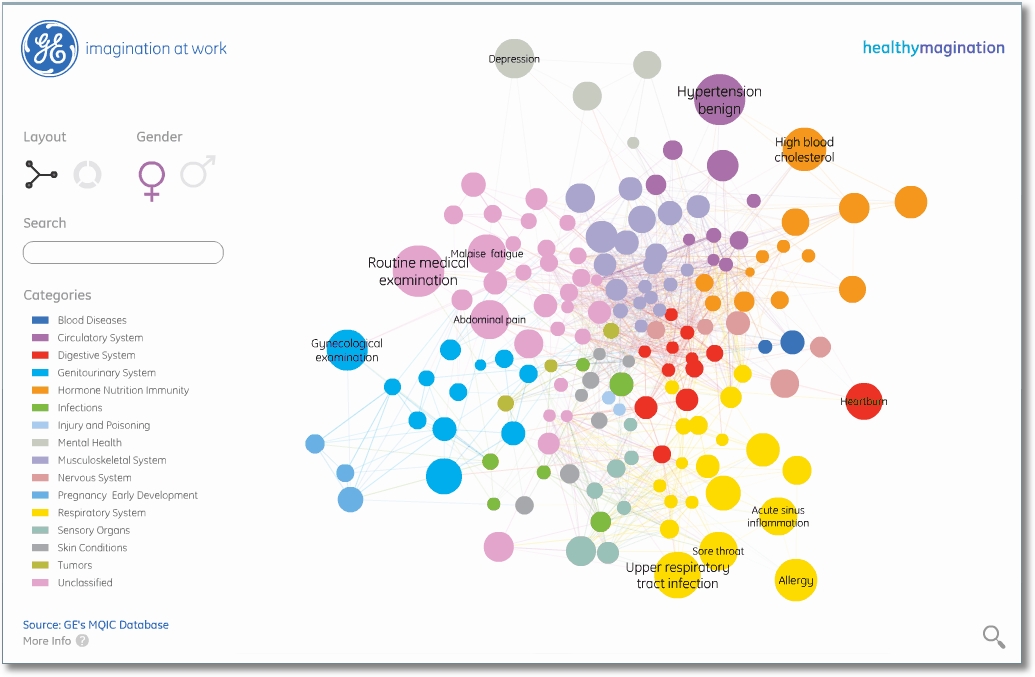 GE
imagination at work
healthymagination
Layout
Gender
Search
Categories
Blood Diseases
Circulatory System
Digestive System
Genitourinary System
Hormone Nutrition Immunity
Infections
Injury and Poisoning
Mental Health
Musculoskeletal System
Nervous System
Pregnancy Early Development
Respiratory System
Sensory Organs
Skin Conditions
Tumors
Unclassified
Source: GE's MQIC Database
More Info ?
Depression
Hypertension
benign
High blood
cholesterol
Malaise fatigue
Routine medical
examination
Abdominal pain
Gynecological
examination
Heartburn
Acute sinus
inflammation
Sore throat
Upper respiratory
tract infection
Allergy